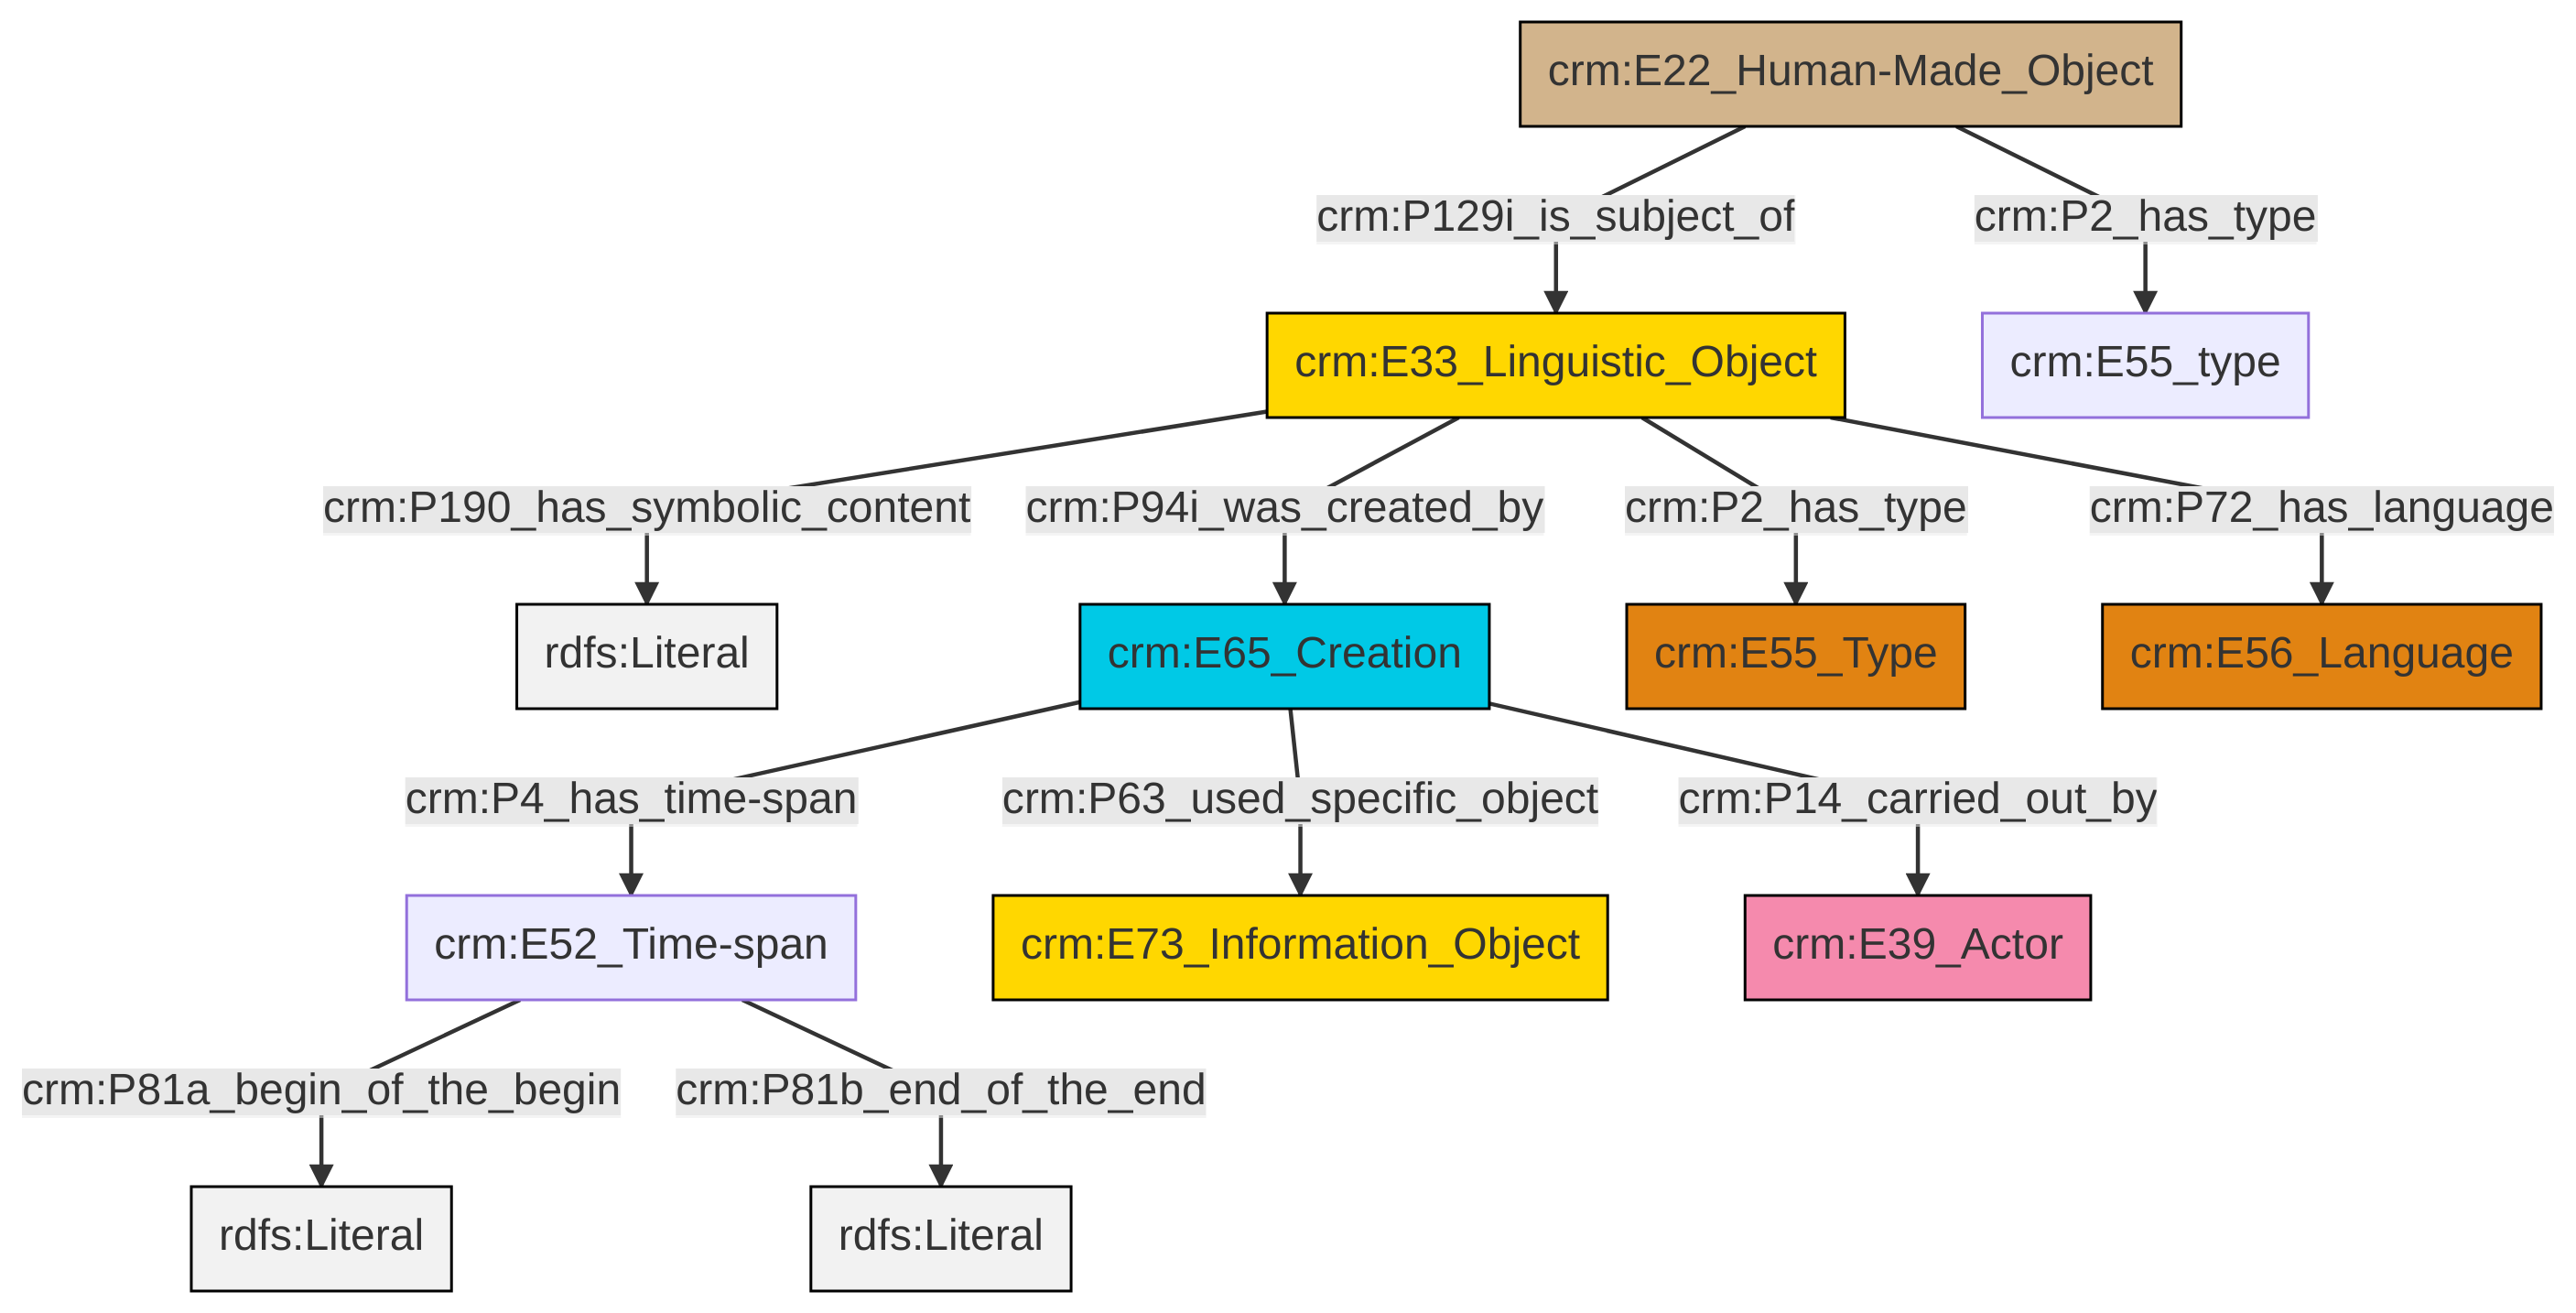 crm:E22_Human-Made_Object
crm:P129i_is_subject_of
crm:P2_has_type
crm:E33_Linguistic_Object
crm:E55_type
crm:P190_has_symbolic_content
crm:P94i_was_created_by
crm:P2_has_type
crm:P72_has_language
rdfs:Literal
crm:E65_Creation
crm:E55_Type
crm:E56_Language
crm:P4_has_time-span
crm:P63_used_specific_object
crm:P14_carried_out_by
crm:E52_Time-span
crm:E73_Information_Object
crm:E39_Actor
crm:P81a_begin_of_the_begin
crm:P81b_end_of_the_end
rdfs:Literal
rdfs:Literal